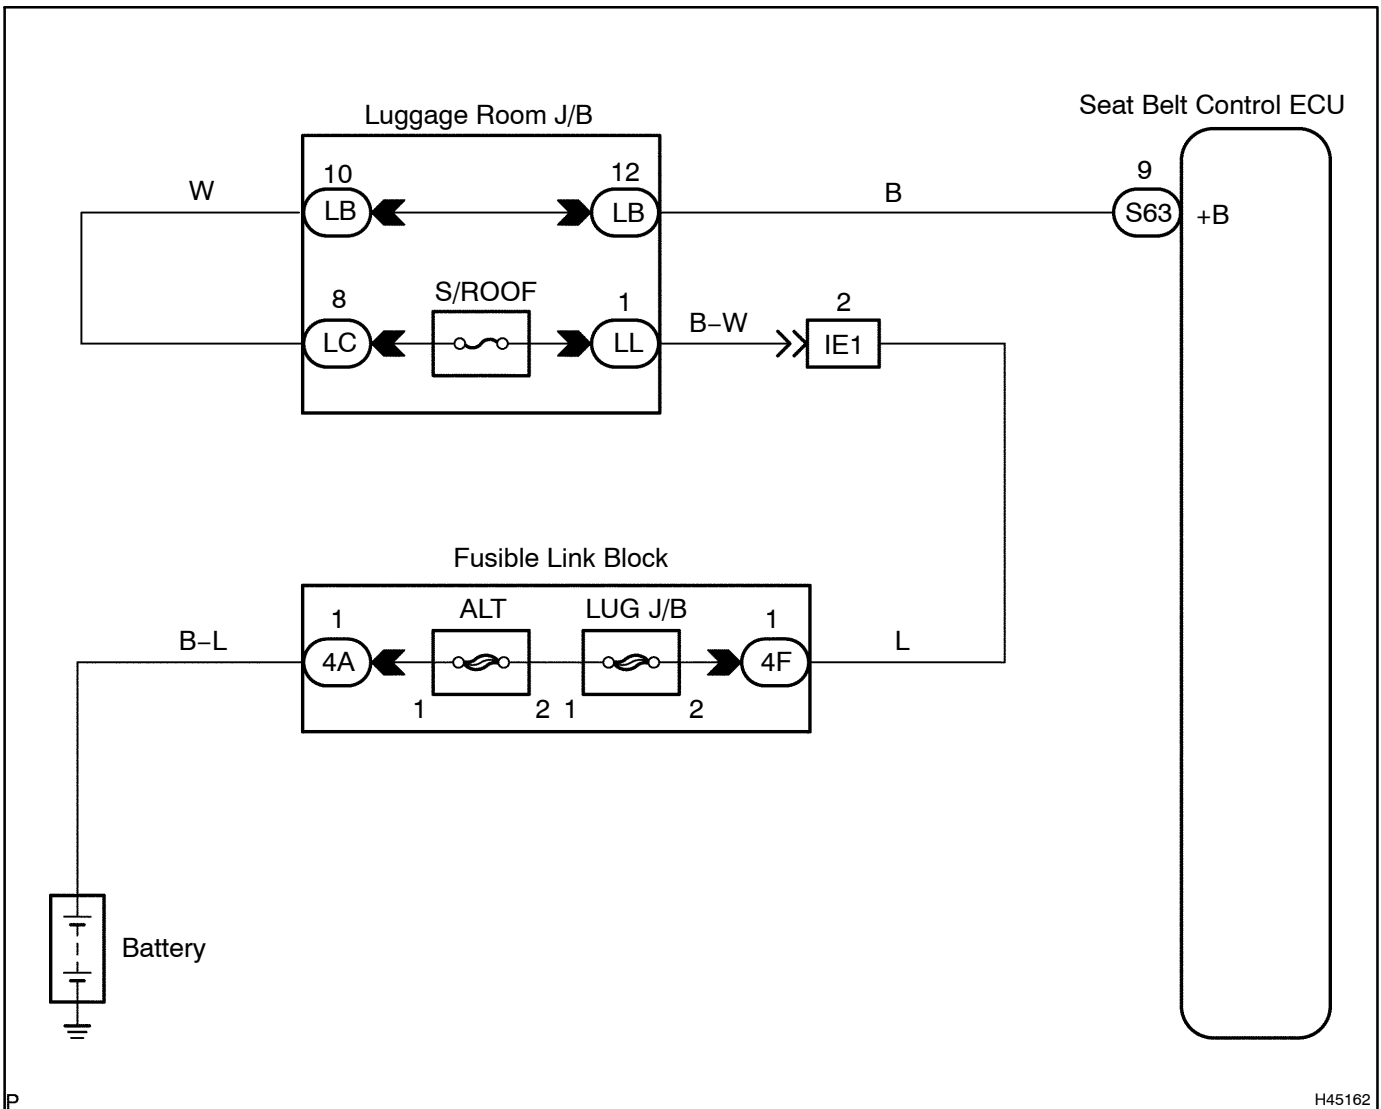 Luggage Room J/B
Seat Belt Control ECU
10
12
9
W
LB
LB
B
S63
+B
8
S/ROOF
1
B–W
2
LC
LL
IE1
Fusible Link Block
1
ALT
LUG J/B
1
B–L
4A
4F
L
1
2
1
2
Battery
P
H45162